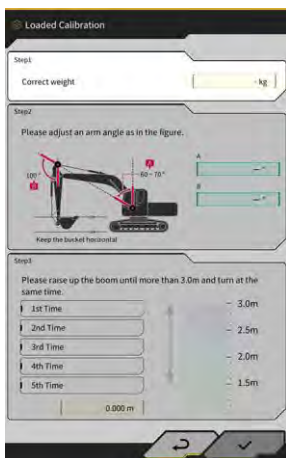 Loaded Calibration
Step1
Correct weight
- kg
Step2
Please adjust an arm angle as in the figure.
A
60 - 70°
100°
B
A
--.-°
B
--.-°
Keep the bucket horizontal
Step3
Please raise up the boom until more than 3.0m and turn at the
same time.
1st Time
2nd Time
3rd Time
4th Time
5th Time
0.000 m
3.0m
2.5m
2.0m
1.5m